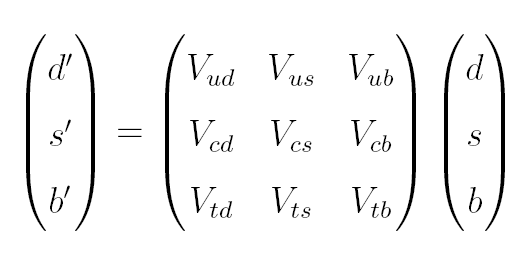 d′ V_ud V_us V_ub d
s′ = V_cd V_cs V_cb s
b′ V_td V_ts V_tb b